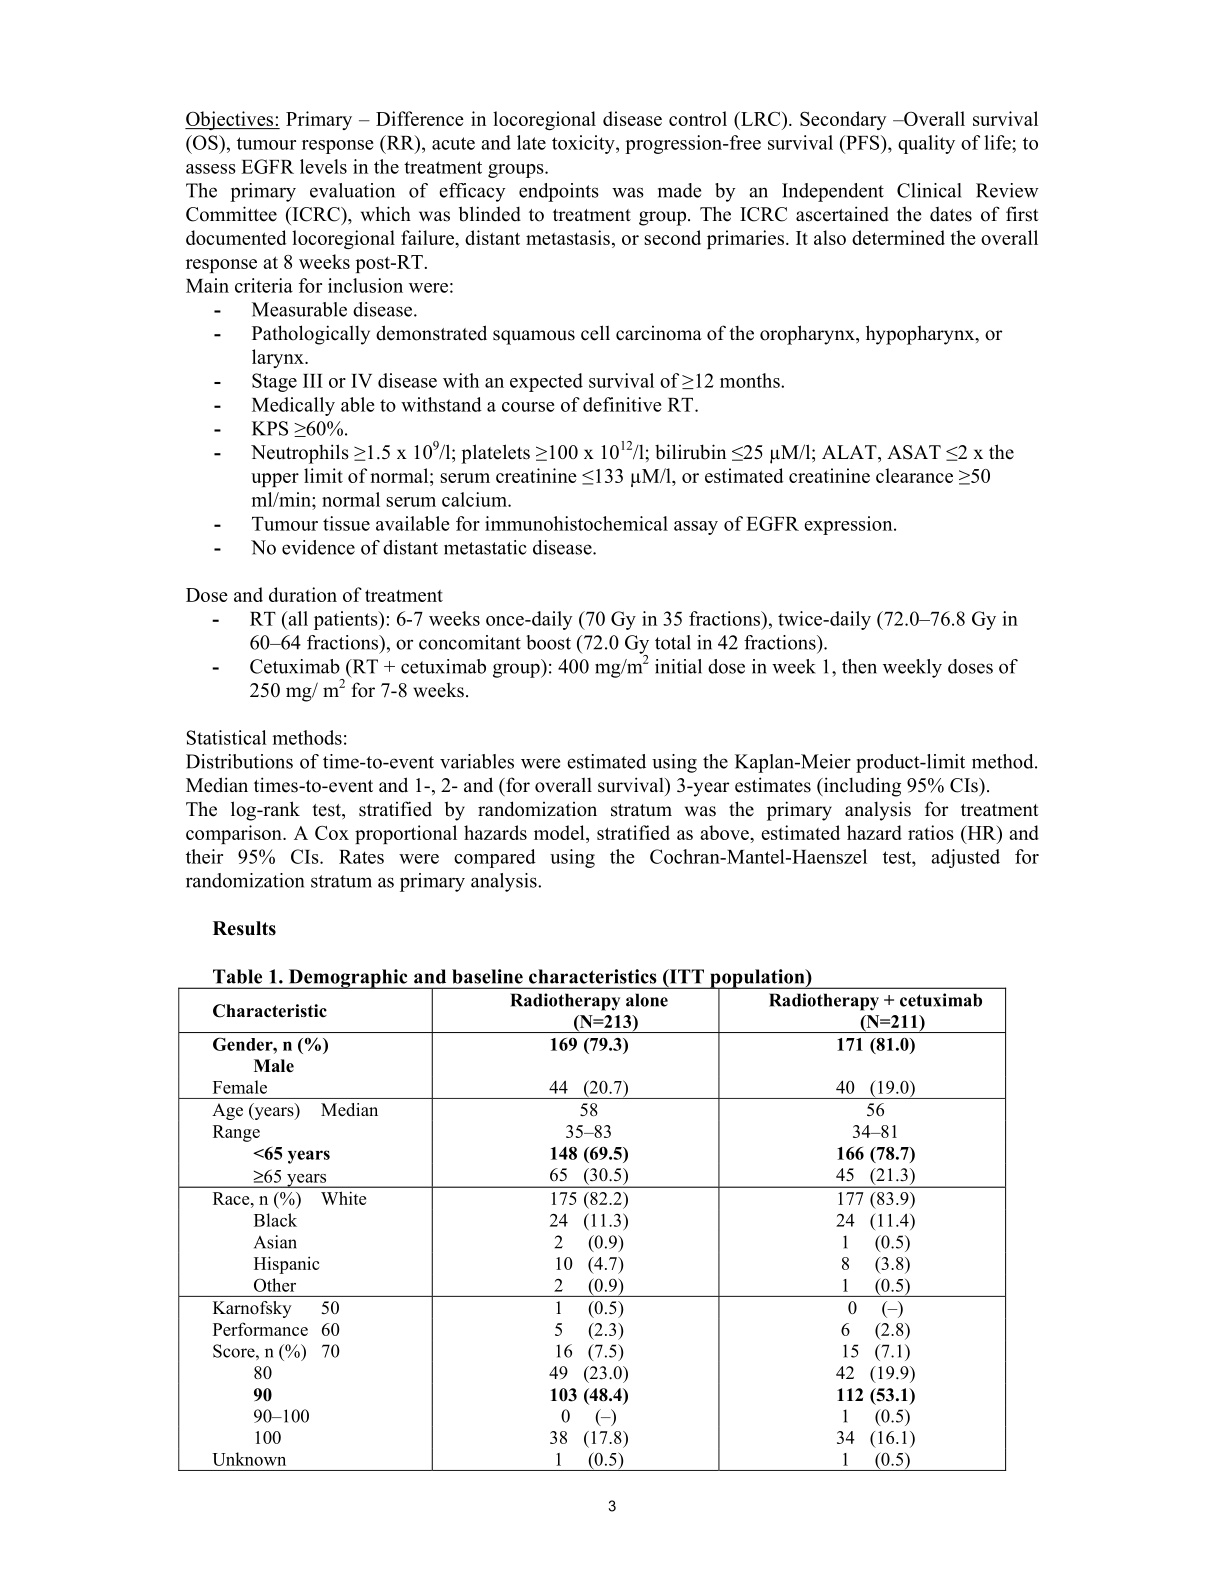 Objectives: Primary – Difference in locoregional disease control (LRC). Secondary –Overall survival
(OS), tumour response (RR), acute and late toxicity, progression-free survival (PFS), quality of life; to
assess EGFR levels in the treatment groups.
The primary evaluation of efficacy endpoints was made by an Independent Clinical Review
Committee (ICRC), which was blinded to treatment group. The ICRC ascertained the dates of first
documented locoregional failure, distant metastasis, or second primaries. It also determined the overall
response at 8 weeks post-RT.
Main criteria for inclusion were:
- Measurable disease.
- Pathologically demonstrated squamous cell carcinoma of the oropharynx, hypopharynx, or
larynx.
- Stage III or IV disease with an expected survival of ≥12 months.
- Medically able to withstand a course of definitive RT.
- KPS ≥60%.
- Neutrophils ≥1.5 x 10⁹/l; platelets ≥100 x 10¹²/l; bilirubin ≤25 µM/l; ALAT, ASAT ≤2 x the
upper limit of normal; serum creatinine ≤133 µM/l, or estimated creatinine clearance ≥50
ml/min; normal serum calcium.
- Tumour tissue available for immunohistochemical assay of EGFR expression.
- No evidence of distant metastatic disease.
Dose and duration of treatment
- RT (all patients): 6-7 weeks once-daily (70 Gy in 35 fractions), twice-daily (72.0–76.8 Gy in
60–64 fractions), or concomitant boost (72.0 Gy total in 42 fractions).
- Cetuximab (RT + cetuximab group): 400 mg/m² initial dose in week 1, then weekly doses of
250 mg/ m² for 7-8 weeks.
Statistical methods:
Distributions of time-to-event variables were estimated using the Kaplan-Meier product-limit method.
Median times-to-event and 1-, 2- and (for overall survival) 3-year estimates (including 95% CIs).
The log-rank test, stratified by randomization stratum was the primary analysis for treatment
comparison. A Cox proportional hazards model, stratified as above, estimated hazard ratios (HR) and
their 95% CIs. Rates were compared using the Cochran-Mantel-Haenszel test, adjusted for
randomization stratum as primary analysis.
Results
Table 1. Demographic and baseline characteristics (ITT population)
Characteristic Radiotherapy alone (N=213) Radiotherapy + cetuximab (N=211)
Gender, n (%) 169 (79.3) 171 (81.0)
Male
Female 44 (20.7) 40 (19.0)
Age (years) Median 58 56
Range 35–83 34–81
<65 years 148 (69.5) 166 (78.7)
≥65 years 65 (30.5) 45 (21.3)
Race, n (%) White 175 (82.2) 177 (83.9)
Black 24 (11.3) 24 (11.4)
Asian 2 (0.9) 1 (0.5)
Hispanic 10 (4.7) 8 (3.8)
Other 2 (0.9) 1 (0.5)
Karnofsky 50 1 (0.5) 0 (–)
Performance 60 5 (2.3) 6 (2.8)
Score, n (%) 70 16 (7.5) 15 (7.1)
80 49 (23.0) 42 (19.9)
90 103 (48.4) 112 (53.1)
90–100 0 (–) 1 (0.5)
100 38 (17.8) 34 (16.1)
Unknown 1 (0.5) 1 (0.5)
3